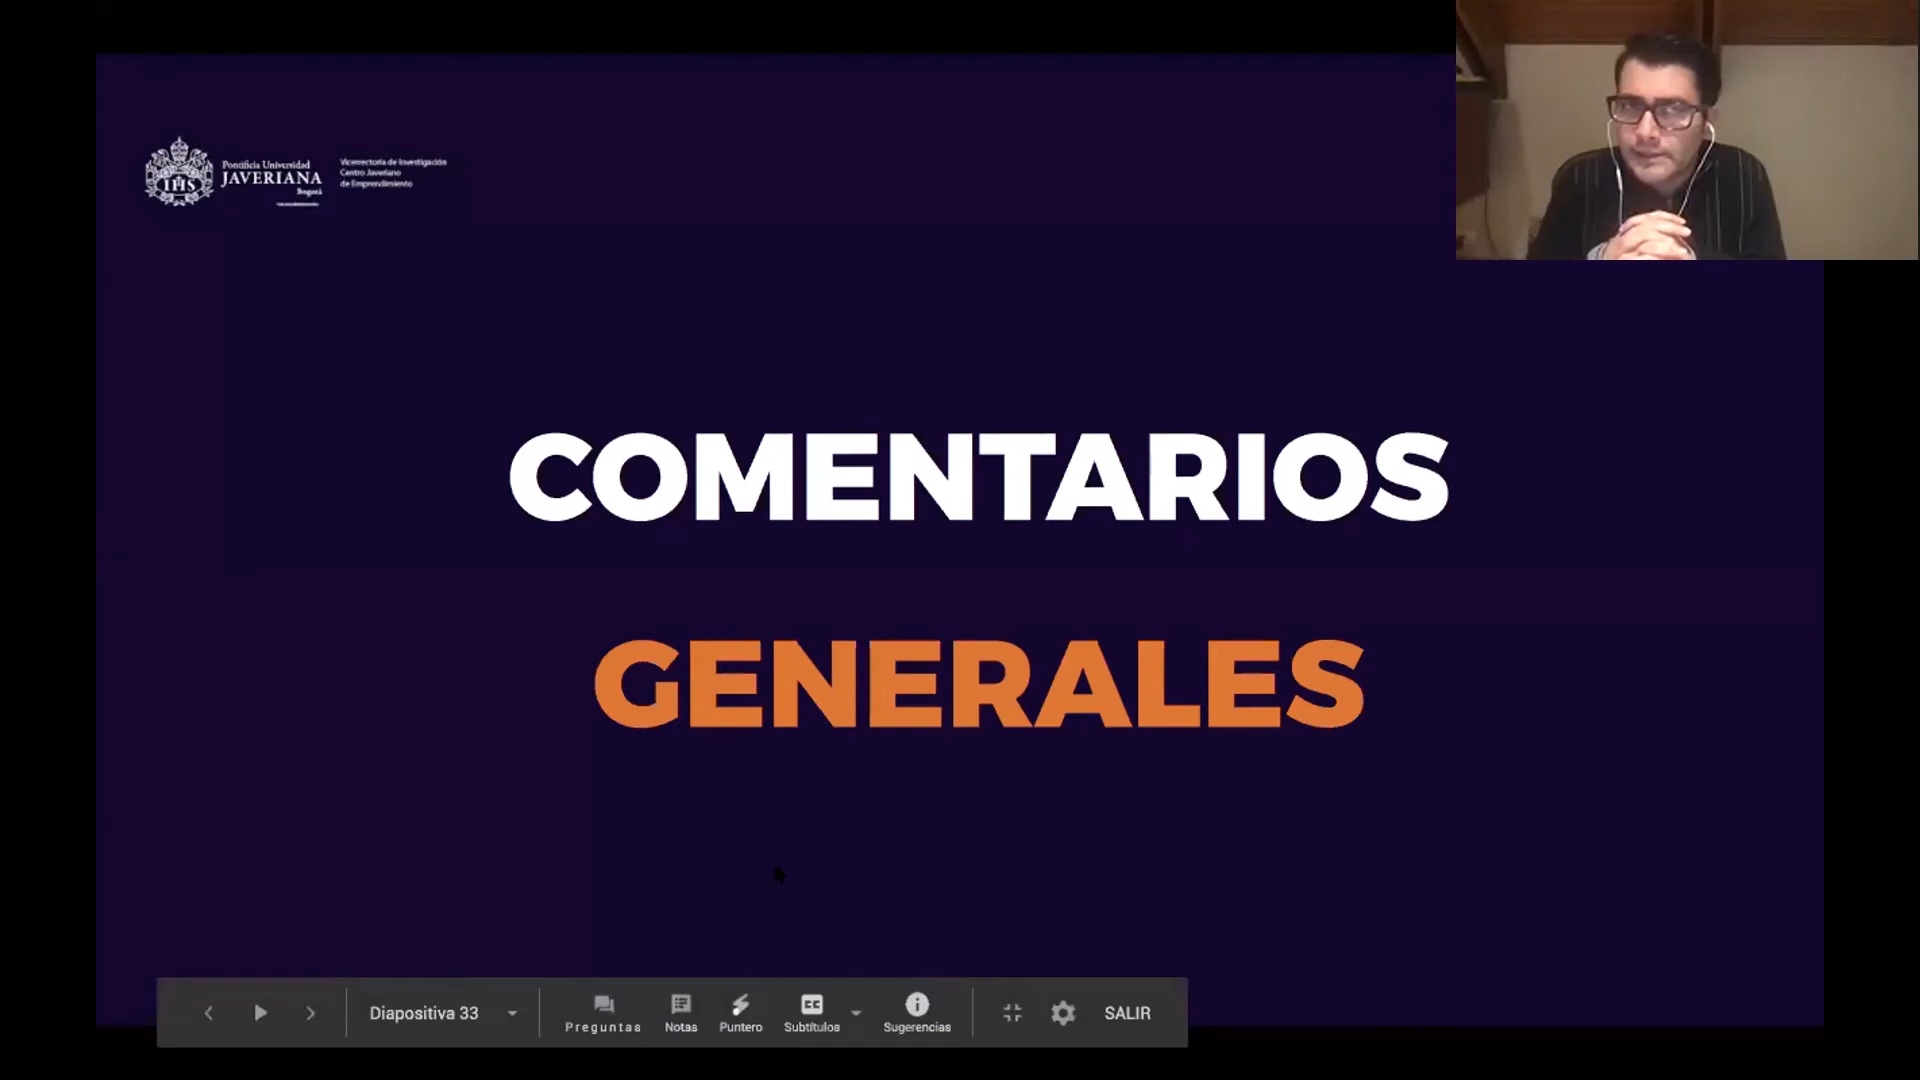 Pontificia Universidad
JAVERIANA
Bogotá
Vicerrectoría de Investigación
Centro Javeriano
de Emprendimiento
IHS
COMENTARIOS
GENERALES
Diapositiva 33
Preguntas
Notas
Puntero
Subtítulos
Sugerencias
SALIR